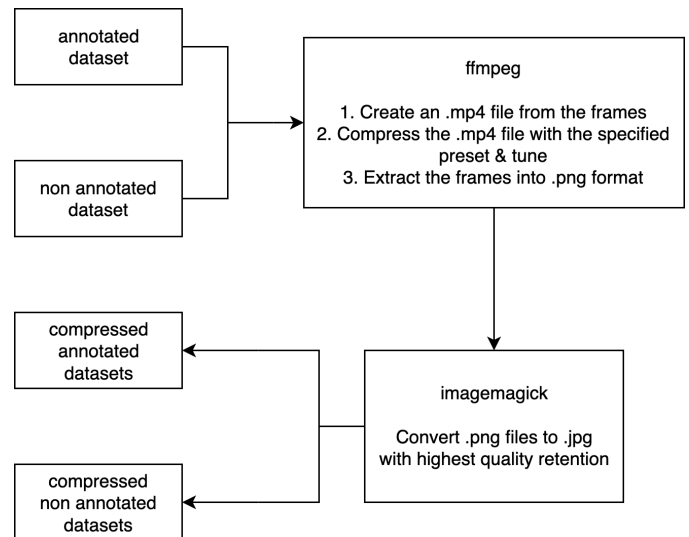 annotated
dataset
ffmpeg
1. Create an .mp4 file from the frames
2. Compress the .mp4 file with the specified
preset & tune
3. Extract the frames into .png format
non annotated
dataset
compressed
annotated
datasets
imagemagick
Convert .png files to .jpg
with highest quality retention
compressed
non annotated
datasets